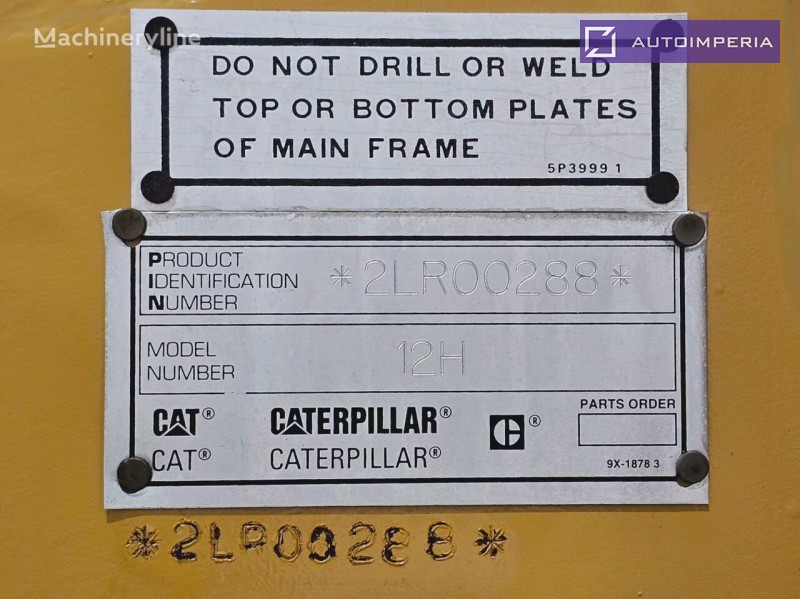 Machineryline
AUTOIMPERIA
DO NOT DRILL OR WELD
TOP OR BOTTOM PLATES
OF MAIN FRAME
5P3999 1
PRODUCT
IDENTIFICATION
NUMBER
*2LR00288*
MODEL
NUMBER
12H
CAT® CATERPILLAR® C®
CAT® CATERPILLAR®
PARTS ORDER
9X-1878 3
*2LR00288*